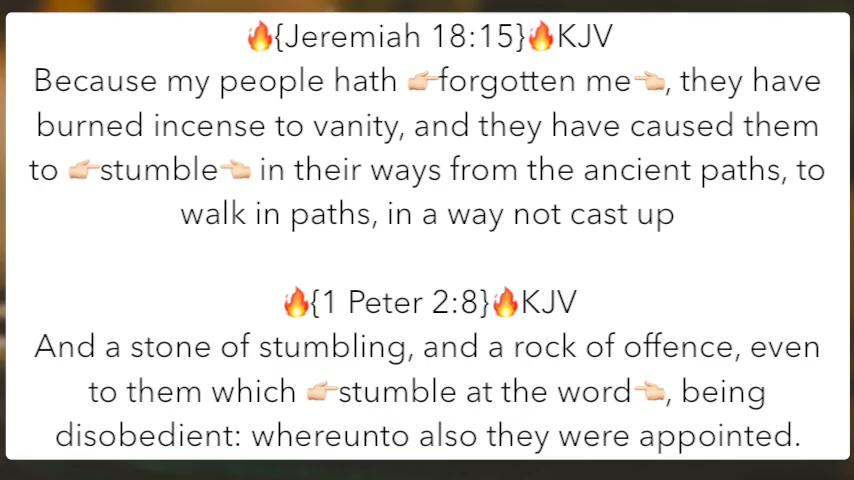 🔥{Jeremiah 18:15}🔥KJV
Because my people hath 👉🏻forgotten me👈🏻, they have
burned incense to vanity, and they have caused them
to 👉🏻stumble👈🏻 in their ways from the ancient paths, to
walk in paths, in a way not cast up
🔥{1 Peter 2:8}🔥KJV
And a stone of stumbling, and a rock of offence, even
to them which 👉🏻stumble at the word👈🏻, being
disobedient: whereunto also they were appointed.